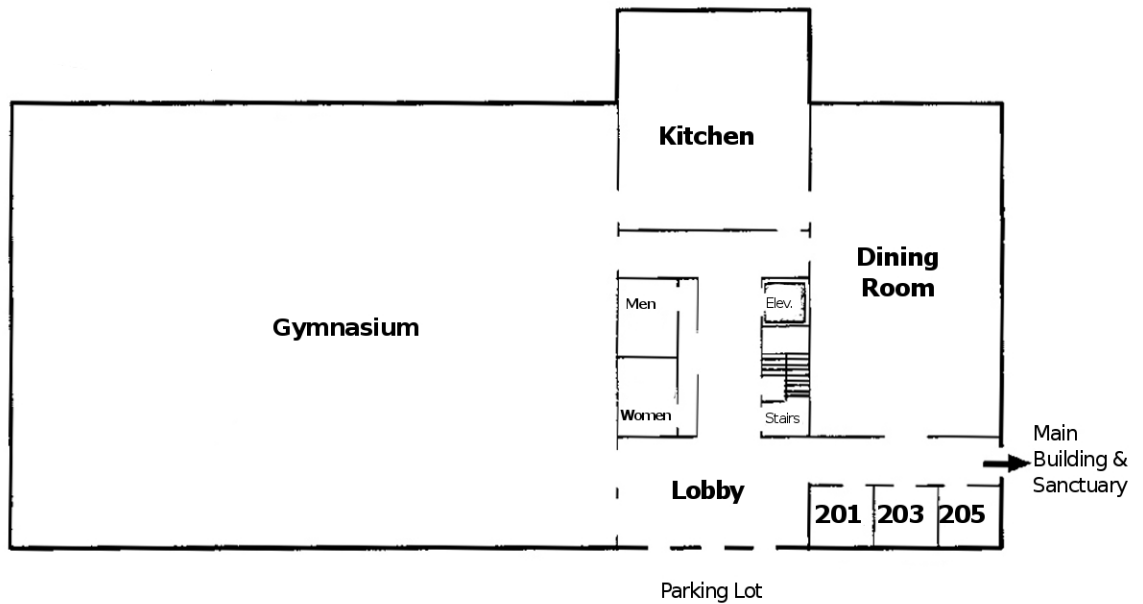 Kitchen
Dining
Room
Men
Elev.
Gymnasium
Women
Stairs
Main
Building &
Sanctuary
Lobby
201
203
205
Parking Lot